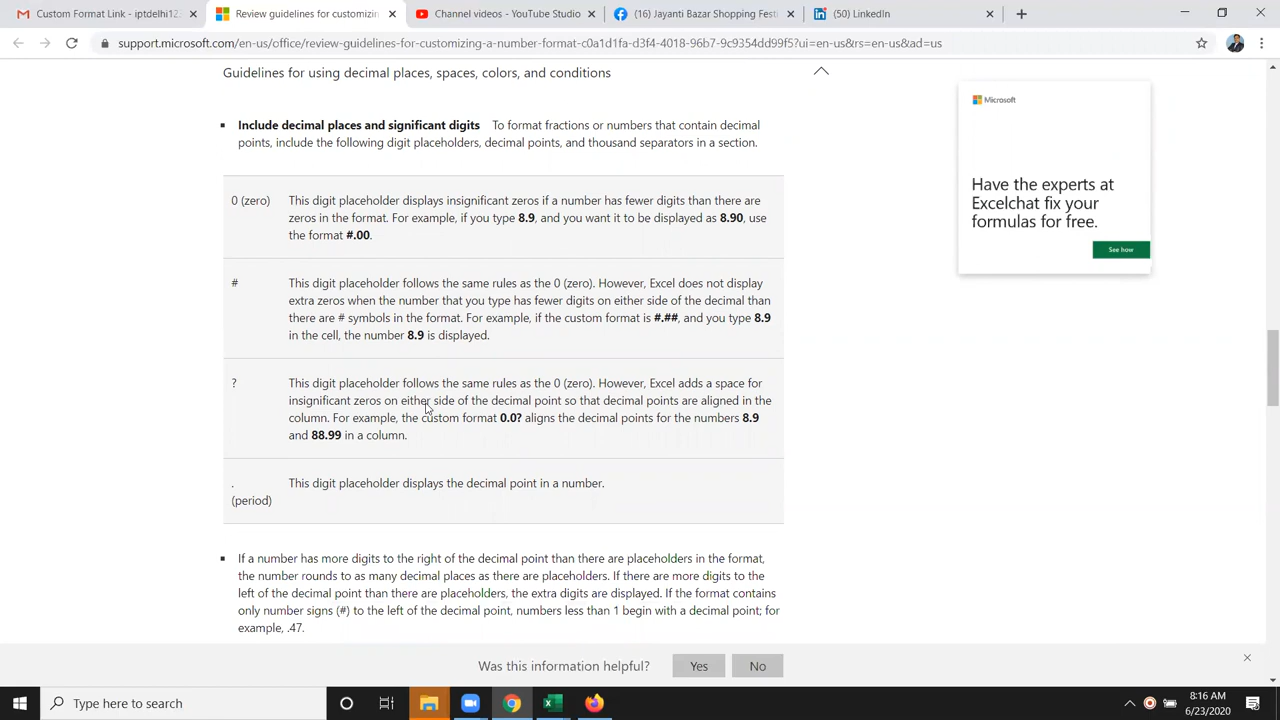 Custom Format Link - iptdelhi12
Review guidelines for customizin
Channel videos - YouTube Studio
(16) Jayanti Bazar Shopping Festi
(50) LinkedIn
support.microsoft.com/en-us/office/review-guidelines-for-customizing-a-number-format-c0a1d1fa-d3f4-4018-96b7-9c9354dd99f5?ui=en-us&rs=en-us&ad=us
Guidelines for using decimal places, spaces, colors, and conditions
Microsoft
Have the experts at
Excelchat fix your
formulas for free.
See how
Include decimal places and significant digits To format fractions or numbers that contain decimal
points, include the following digit placeholders, decimal points, and thousand separators in a section.
0 (zero) This digit placeholder displays insignificant zeros if a number has fewer digits than there are
zeros in the format. For example, if you type 8.9, and you want it to be displayed as 8.90, use
the format #.00.
# This digit placeholder follows the same rules as the 0 (zero). However, Excel does not display
extra zeros when the number that you type has fewer digits on either side of the decimal than
there are # symbols in the format. For example, if the custom format is #.##, and you type 8.9
in the cell, the number 8.9 is displayed.
? This digit placeholder follows the same rules as the 0 (zero). However, Excel adds a space for
insignificant zeros on either side of the decimal point so that decimal points are aligned in the
column. For example, the custom format 0.0? aligns the decimal points for the numbers 8.9
and 88.99 in a column.
. This digit placeholder displays the decimal point in a number.
(period)
If a number has more digits to the right of the decimal point than there are placeholders in the format,
the number rounds to as many decimal places as there are placeholders. If there are more digits to the
left of the decimal point than there are placeholders, the extra digits are displayed. If the format contains
only number signs (#) to the left of the decimal point, numbers less than 1 begin with a decimal point; for
example, .47.
Was this information helpful? Yes No
Type here to search
8:16 AM
6/23/2020